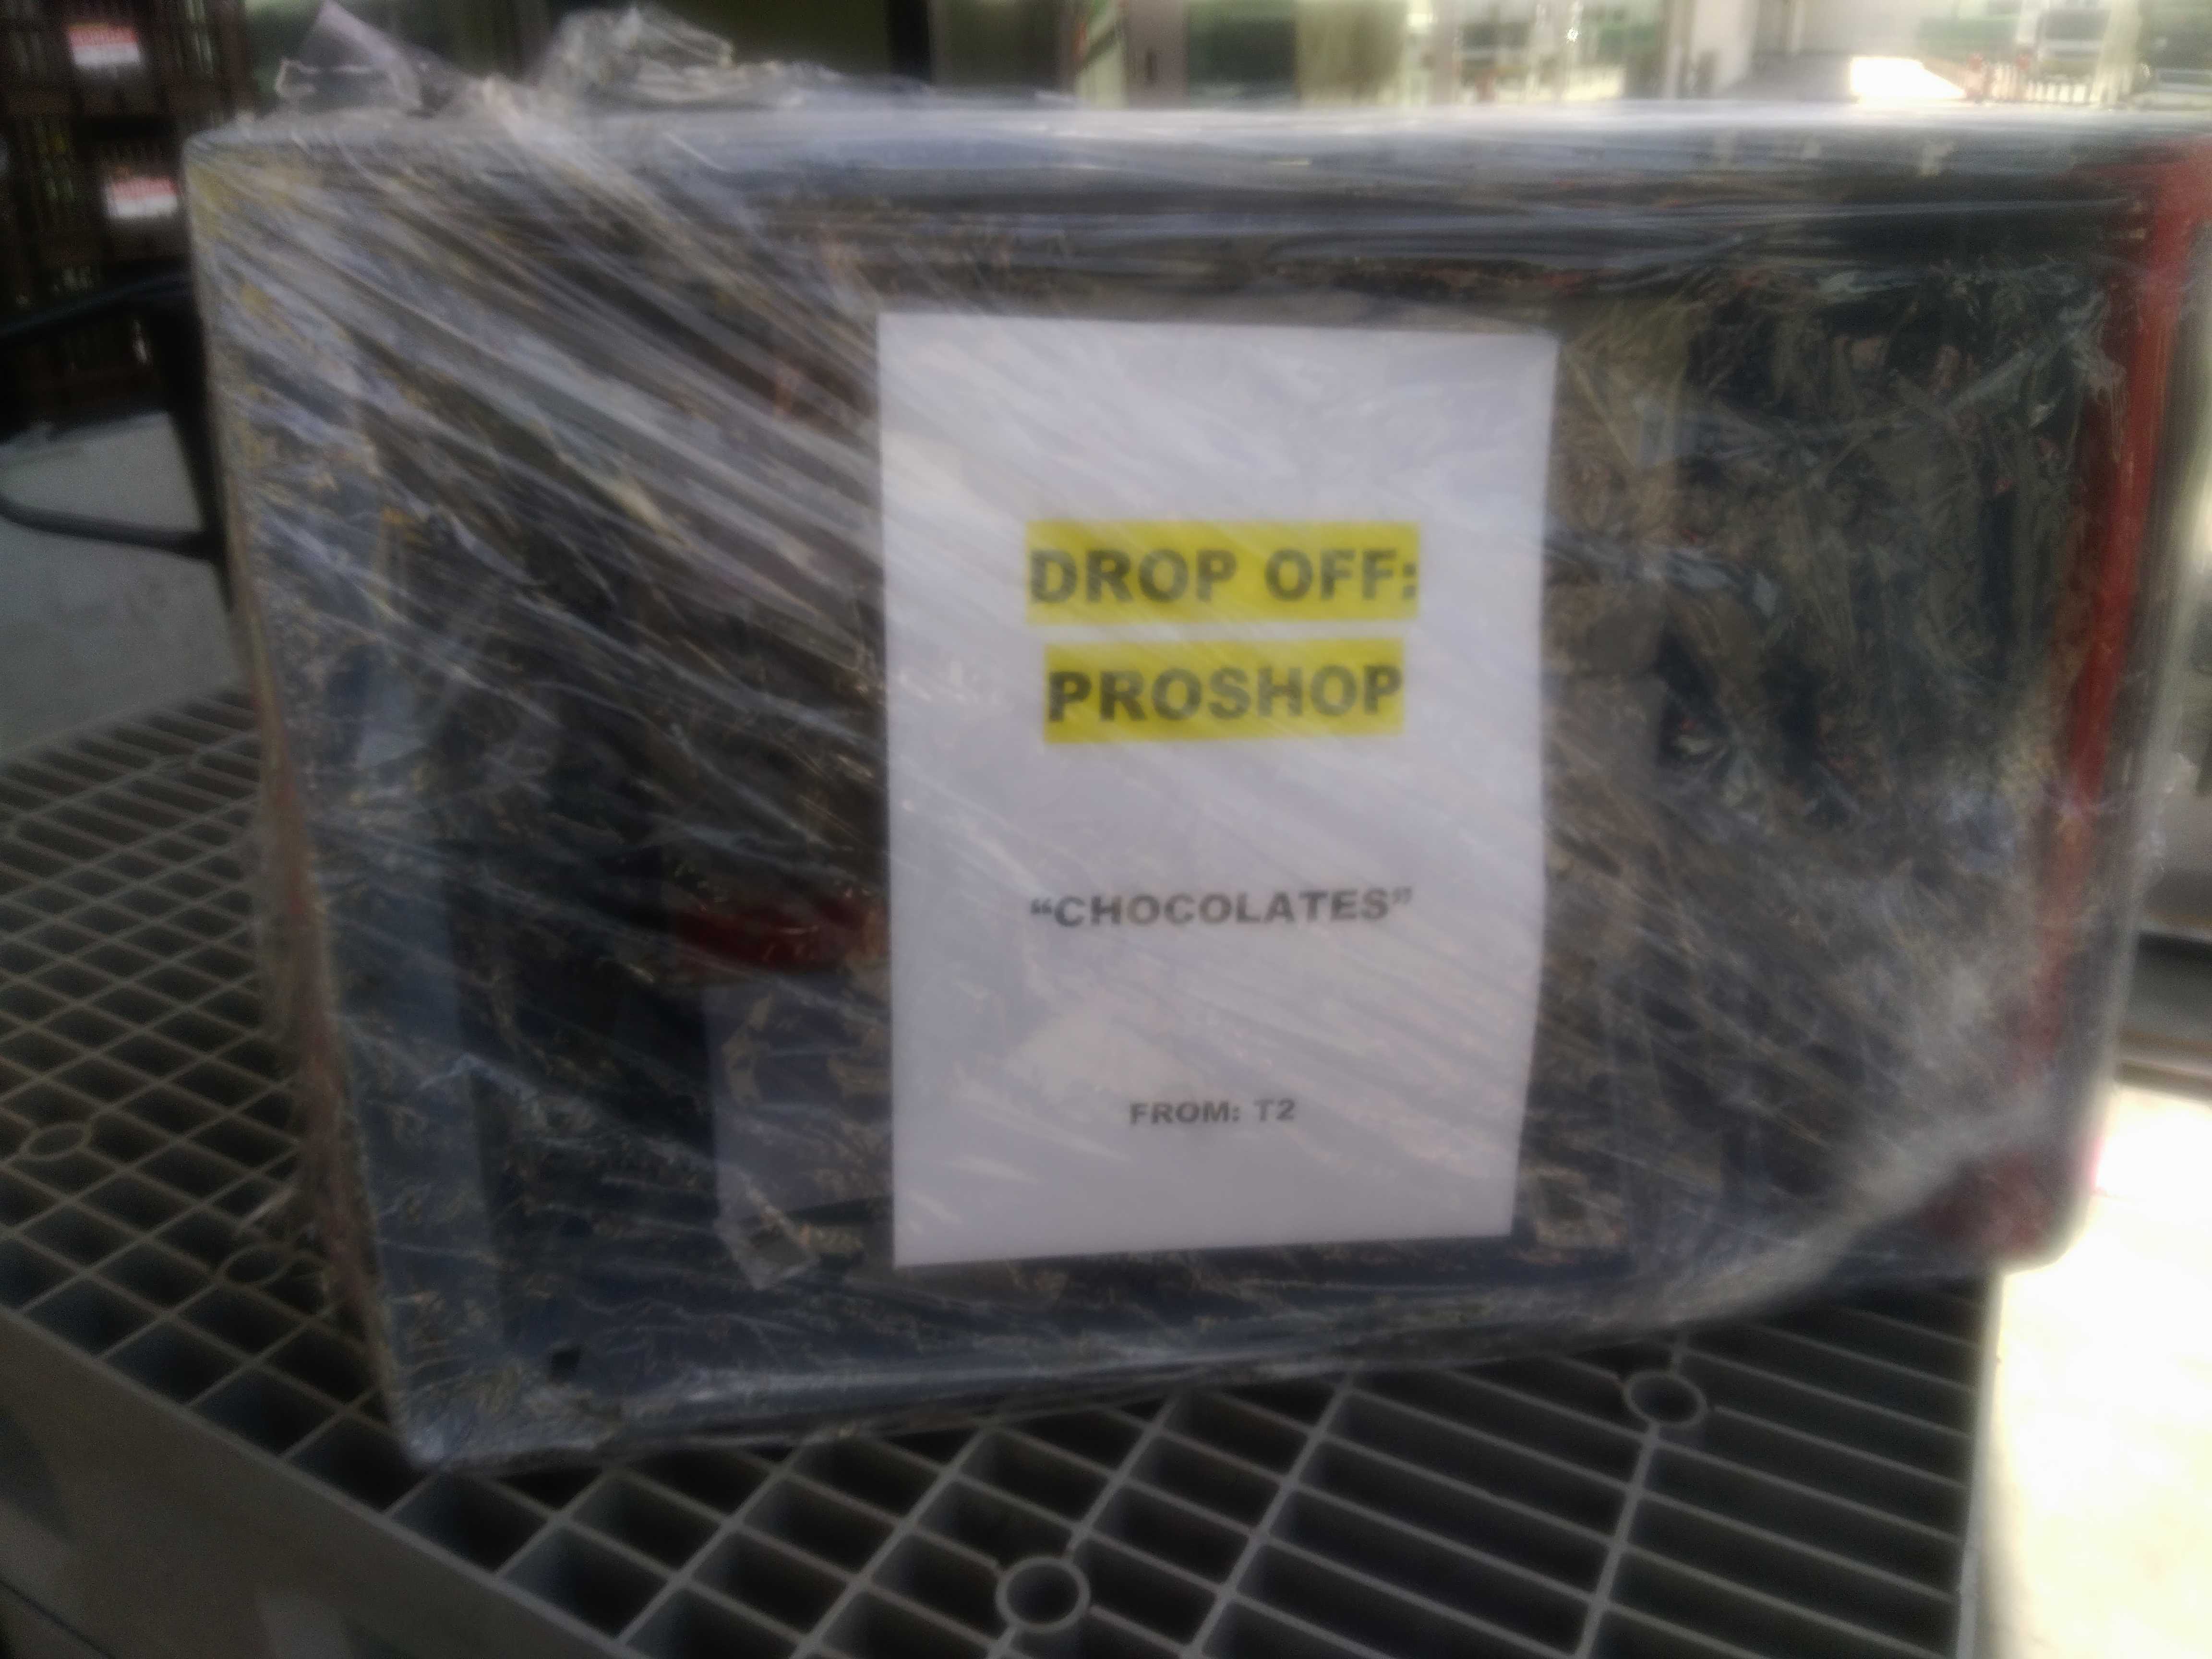 DROP OFF:
PROSHOP
“CHOCOLATES”
FROM: T2